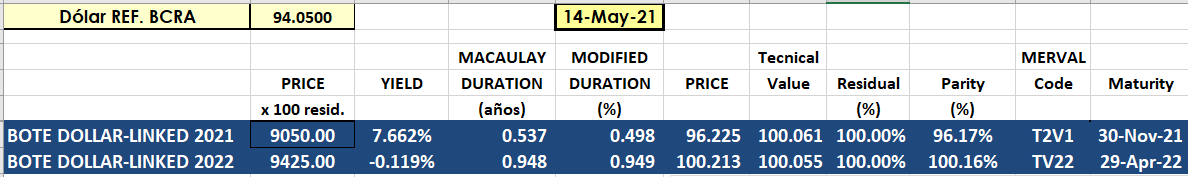 Dólar REF. BCRA 94.0500 14-May-21
MACAULAY MODIFIED Tecnical MERVAL
PRICE YIELD DURATION DURATION PRICE Value Residual Parity Code Maturity
x 100 resid. (años) (%) (%) (%)
BOTE DOLLAR-LINKED 2021 9050.00 7.662% 0.537 0.498 96.225 100.061 100.00% 96.17% T2V1 30-Nov-21
BOTE DOLLAR-LINKED 2022 9425.00 -0.119% 0.948 0.949 100.213 100.055 100.00% 100.16% TV22 29-Apr-22